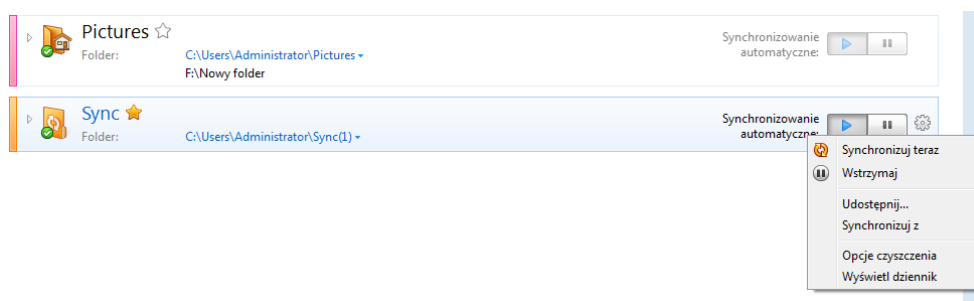 Pictures
Folder: C:\Users\Administrator\Pictures
F:\Nowy folder
Synchronizowanie
automatyczne:
Sync
Folder: C:\Users\Administrator\Sync(1)
Synchronizowanie
automatyczne:
Synchronizuj teraz
Wstrzymaj
Udostępnij...
Synchronizuj z
Opcje czyszczenia
Wyświetl dziennik